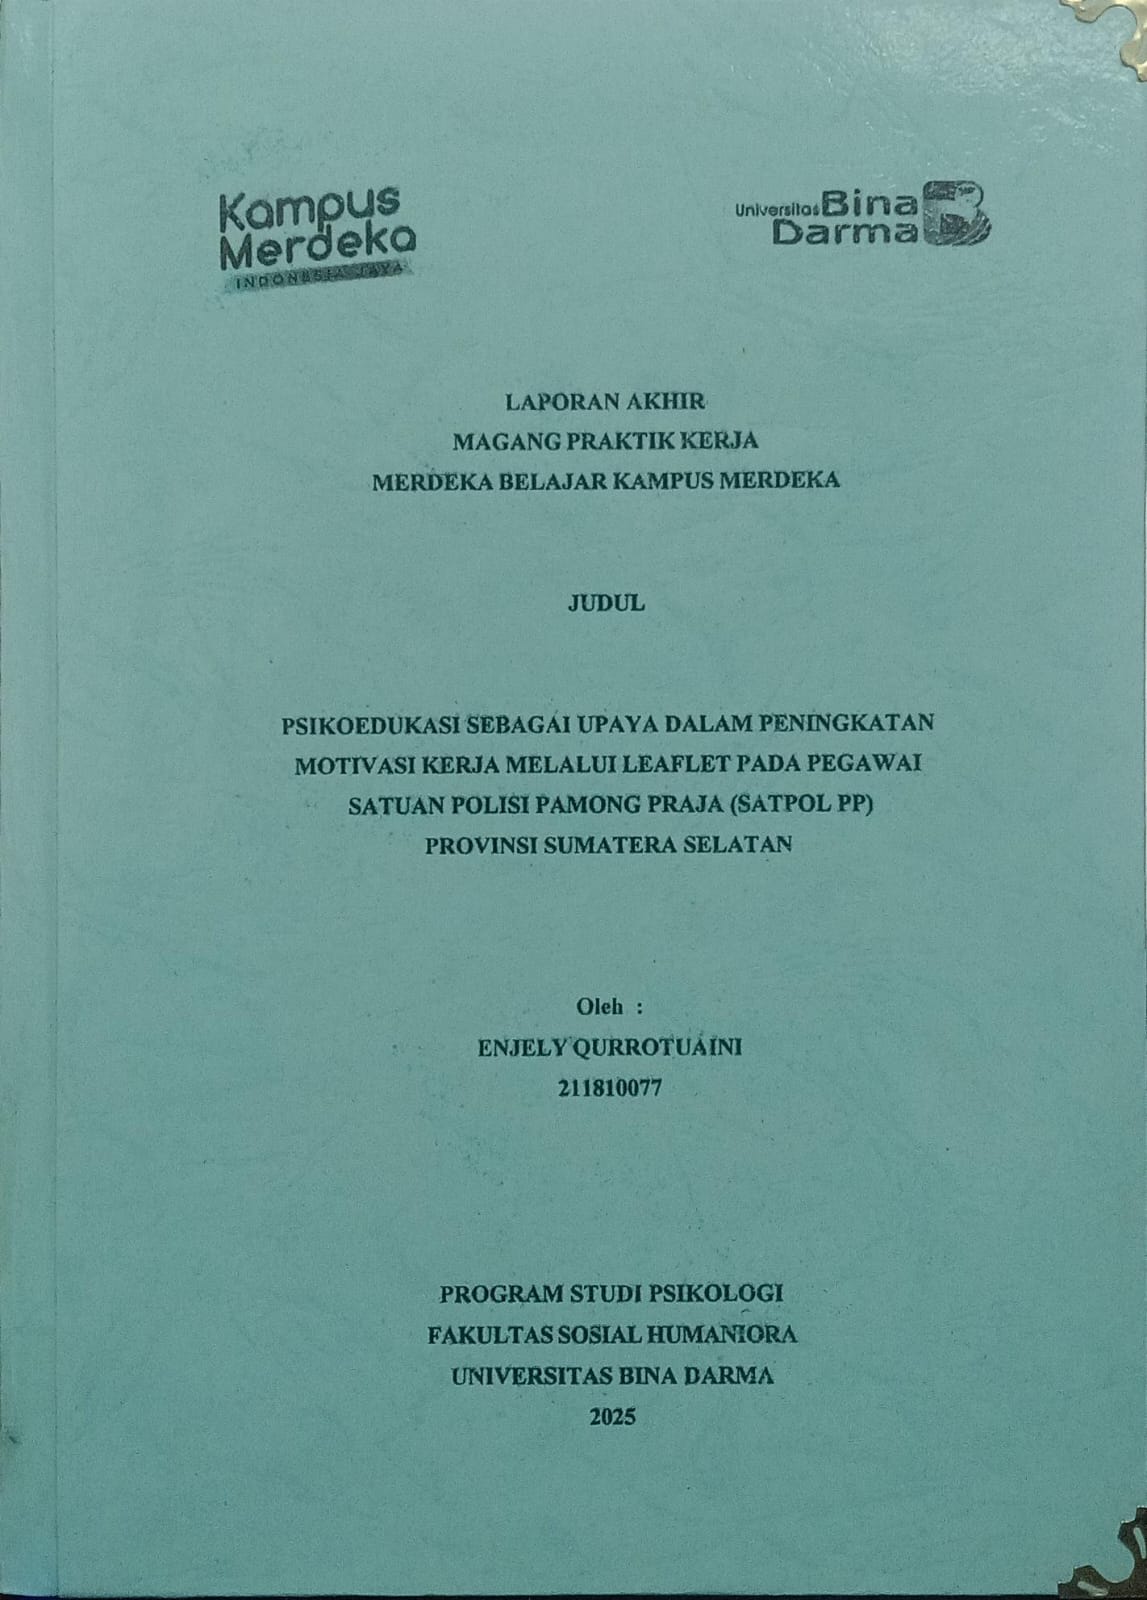 Kampus
Merdeka
INDONESIA JAYA
Universitas Bina
Darma
LAPORAN AKHIR
MAGANG PRAKTIK KERJA
MERDEKA BELAJAR KAMPUS MERDEKA
JUDUL
PSIKOEDUKASI SEBAGAI UPAYA DALAM PENINGKATAN
MOTIVASI KERJA MELALUI LEAFLET PADA PEGAWAI
SATUAN POLISI PAMONG PRAJA (SATPOL PP)
PROVINSI SUMATERA SELATAN
Oleh :
ENJELY QURROTUAINI
211810077
PROGRAM STUDI PSIKOLOGI
FAKULTAS SOSIAL HUMANIORA
UNIVERSITAS BINA DARMA
2025